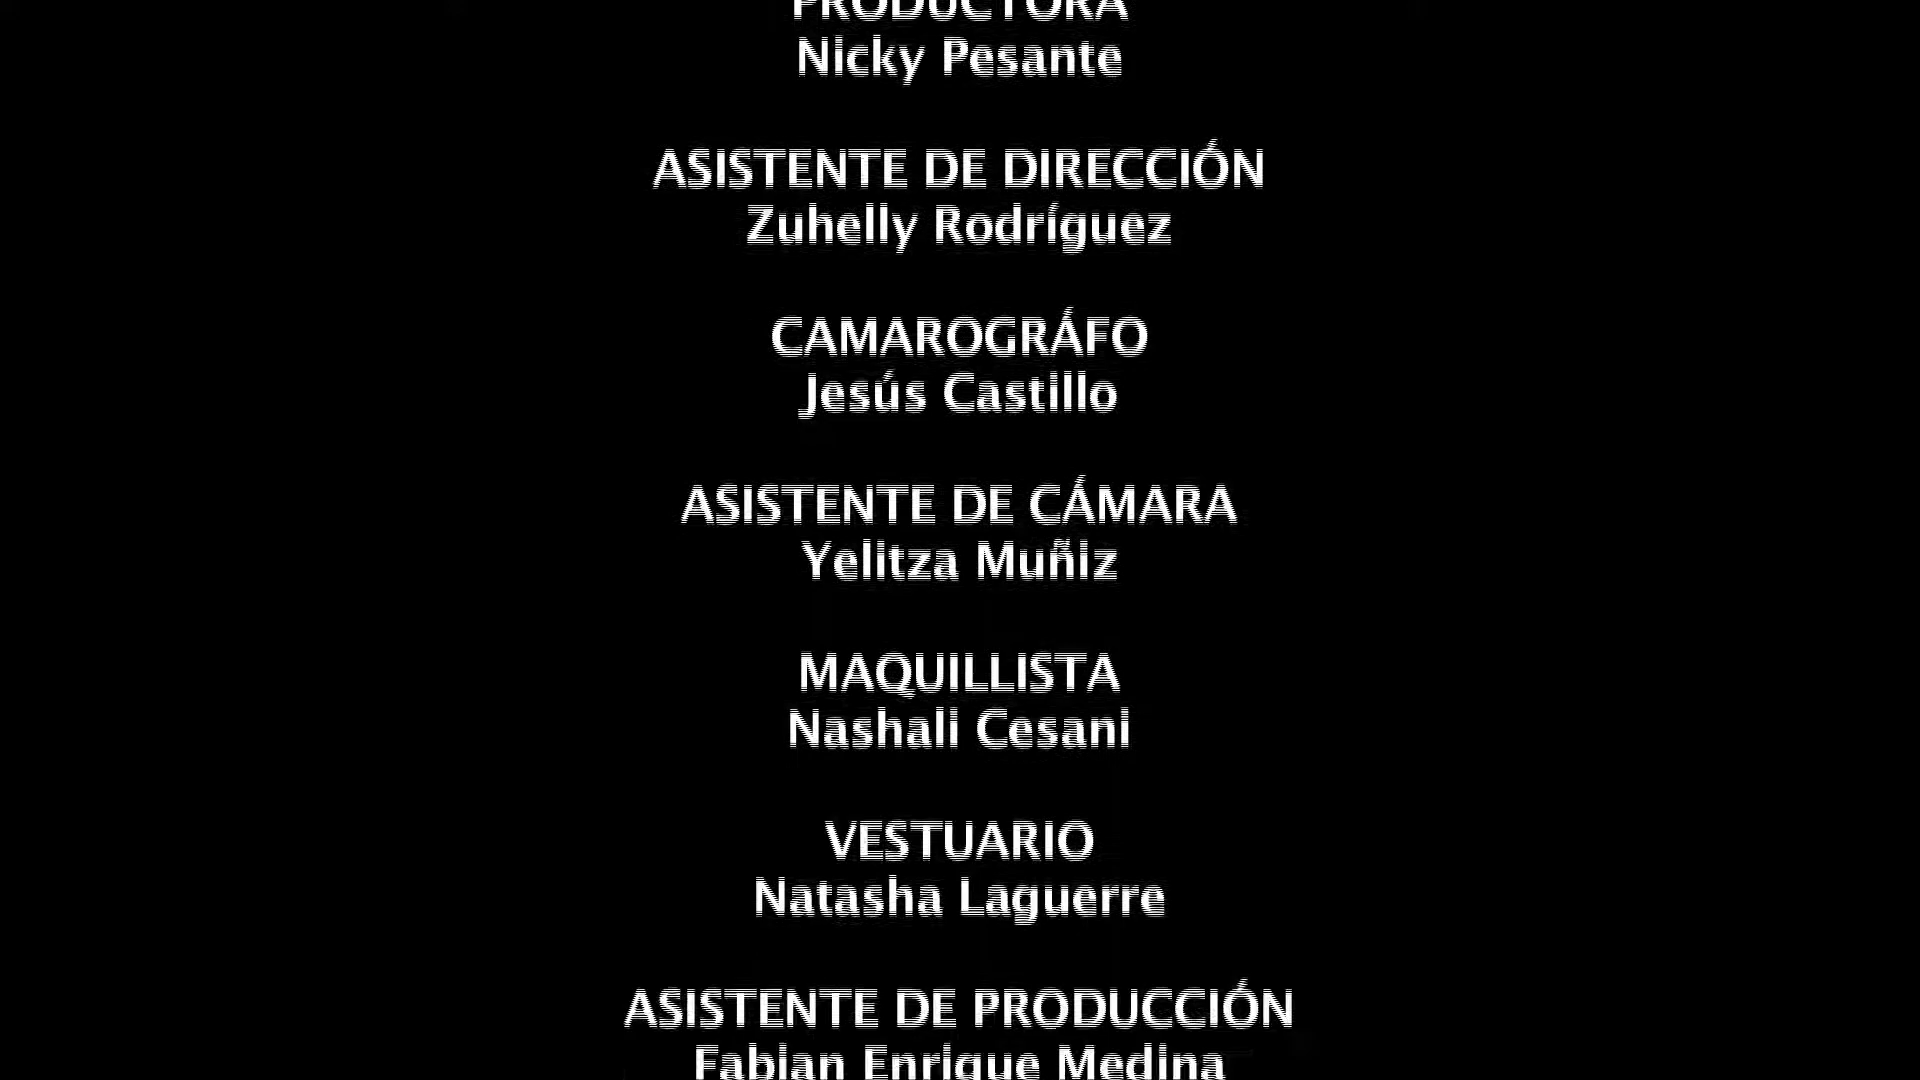 PRODUCTORA
Nicky Pesante
ASISTENTE DE DIRECCIÓN
Zuhelly Rodríguez
CAMAROGRÁFO
Jesús Castillo
ASISTENTE DE CÁMARA
Yelitza Muñiz
MAQUILLISTA
Nashali Cesani
VESTUARIO
Natasha Laguerre
ASISTENTE DE PRODUCCIÓN
Fabian Enrique Medina